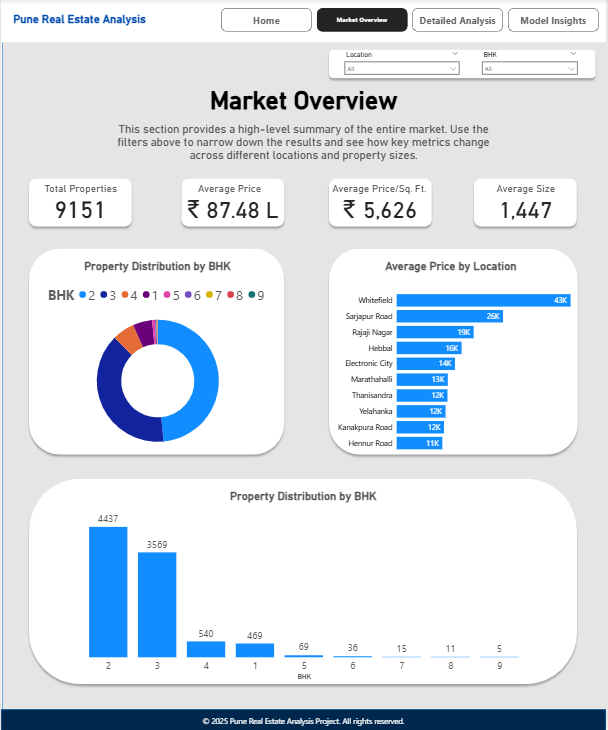 Pune Real Estate Analysis
Home
Market Overview
Detailed Analysis
Model Insights
Location
BHK
All
All
Market Overview
This section provides a high-level summary of the entire market. Use the
filters above to narrow down the results and see how key metrics change
across different locations and property sizes.
Total Properties
9151
Average Price
₹ 87.48 L
Average Price/Sq. Ft.
₹ 5,626
Average Size
1,447
Property Distribution by BHK
BHK 2 3 4 1 5 6 7 8 9
Average Price by Location
Whitefield 43K
Sarjapur Road 26K
Rajaji Nagar 19K
Hebbal 16K
Electronic City 14K
Marathahalli 13K
Thanisandra 12K
Yelahanka 12K
Kanakpura Road 12K
Hennur Road 11K
Property Distribution by BHK
4437 3569 540 469 69 36 15 11 5
2 3 4 1 5 6 7 8 9
BHK
© 2025 Pune Real Estate Analysis Project. All rights reserved.